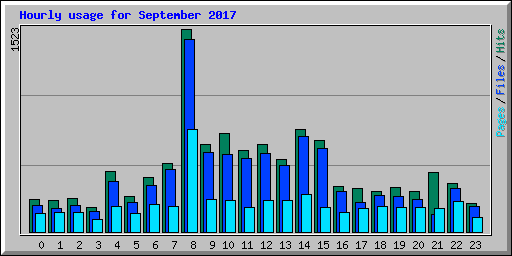 Hourly usage for September 2017
1523
Pages / Files / Hits
0 1 2 3 4 5 6 7 8 9 10 11 12 13 14 15 16 17 18 19 20 21 22 23